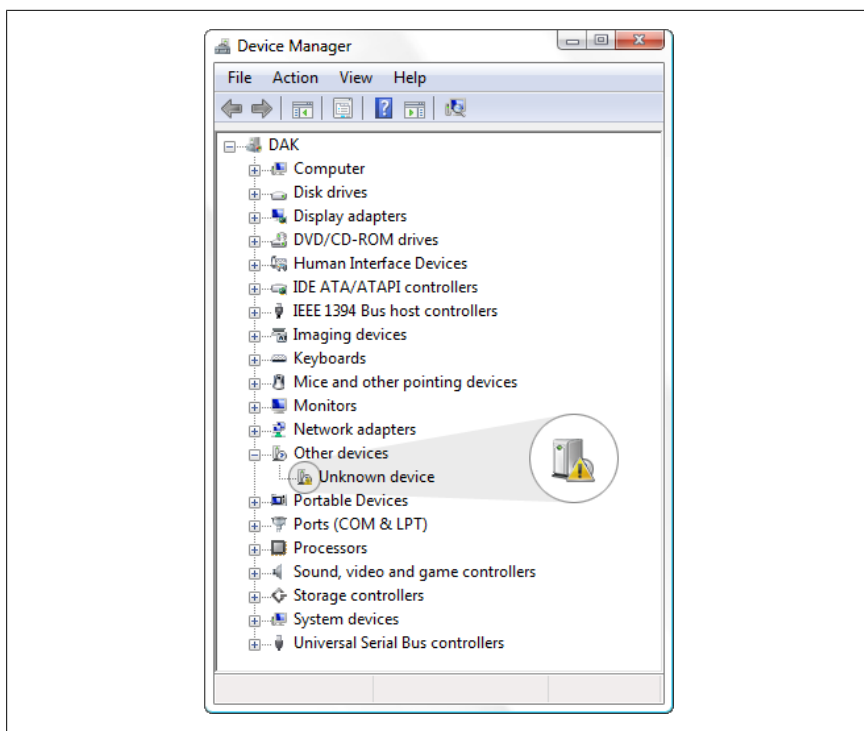 Device Manager
File Action View Help
DAK
Computer
Disk drives
Display adapters
DVD/CD-ROM drives
Human Interface Devices
IDE ATA/ATAPI controllers
IEEE 1394 Bus host controllers
Imaging devices
Keyboards
Mice and other pointing devices
Monitors
Network adapters
Other devices
Unknown device
Portable Devices
Ports (COM & LPT)
Processors
Sound, video and game controllers
Storage controllers
System devices
Universal Serial Bus controllers